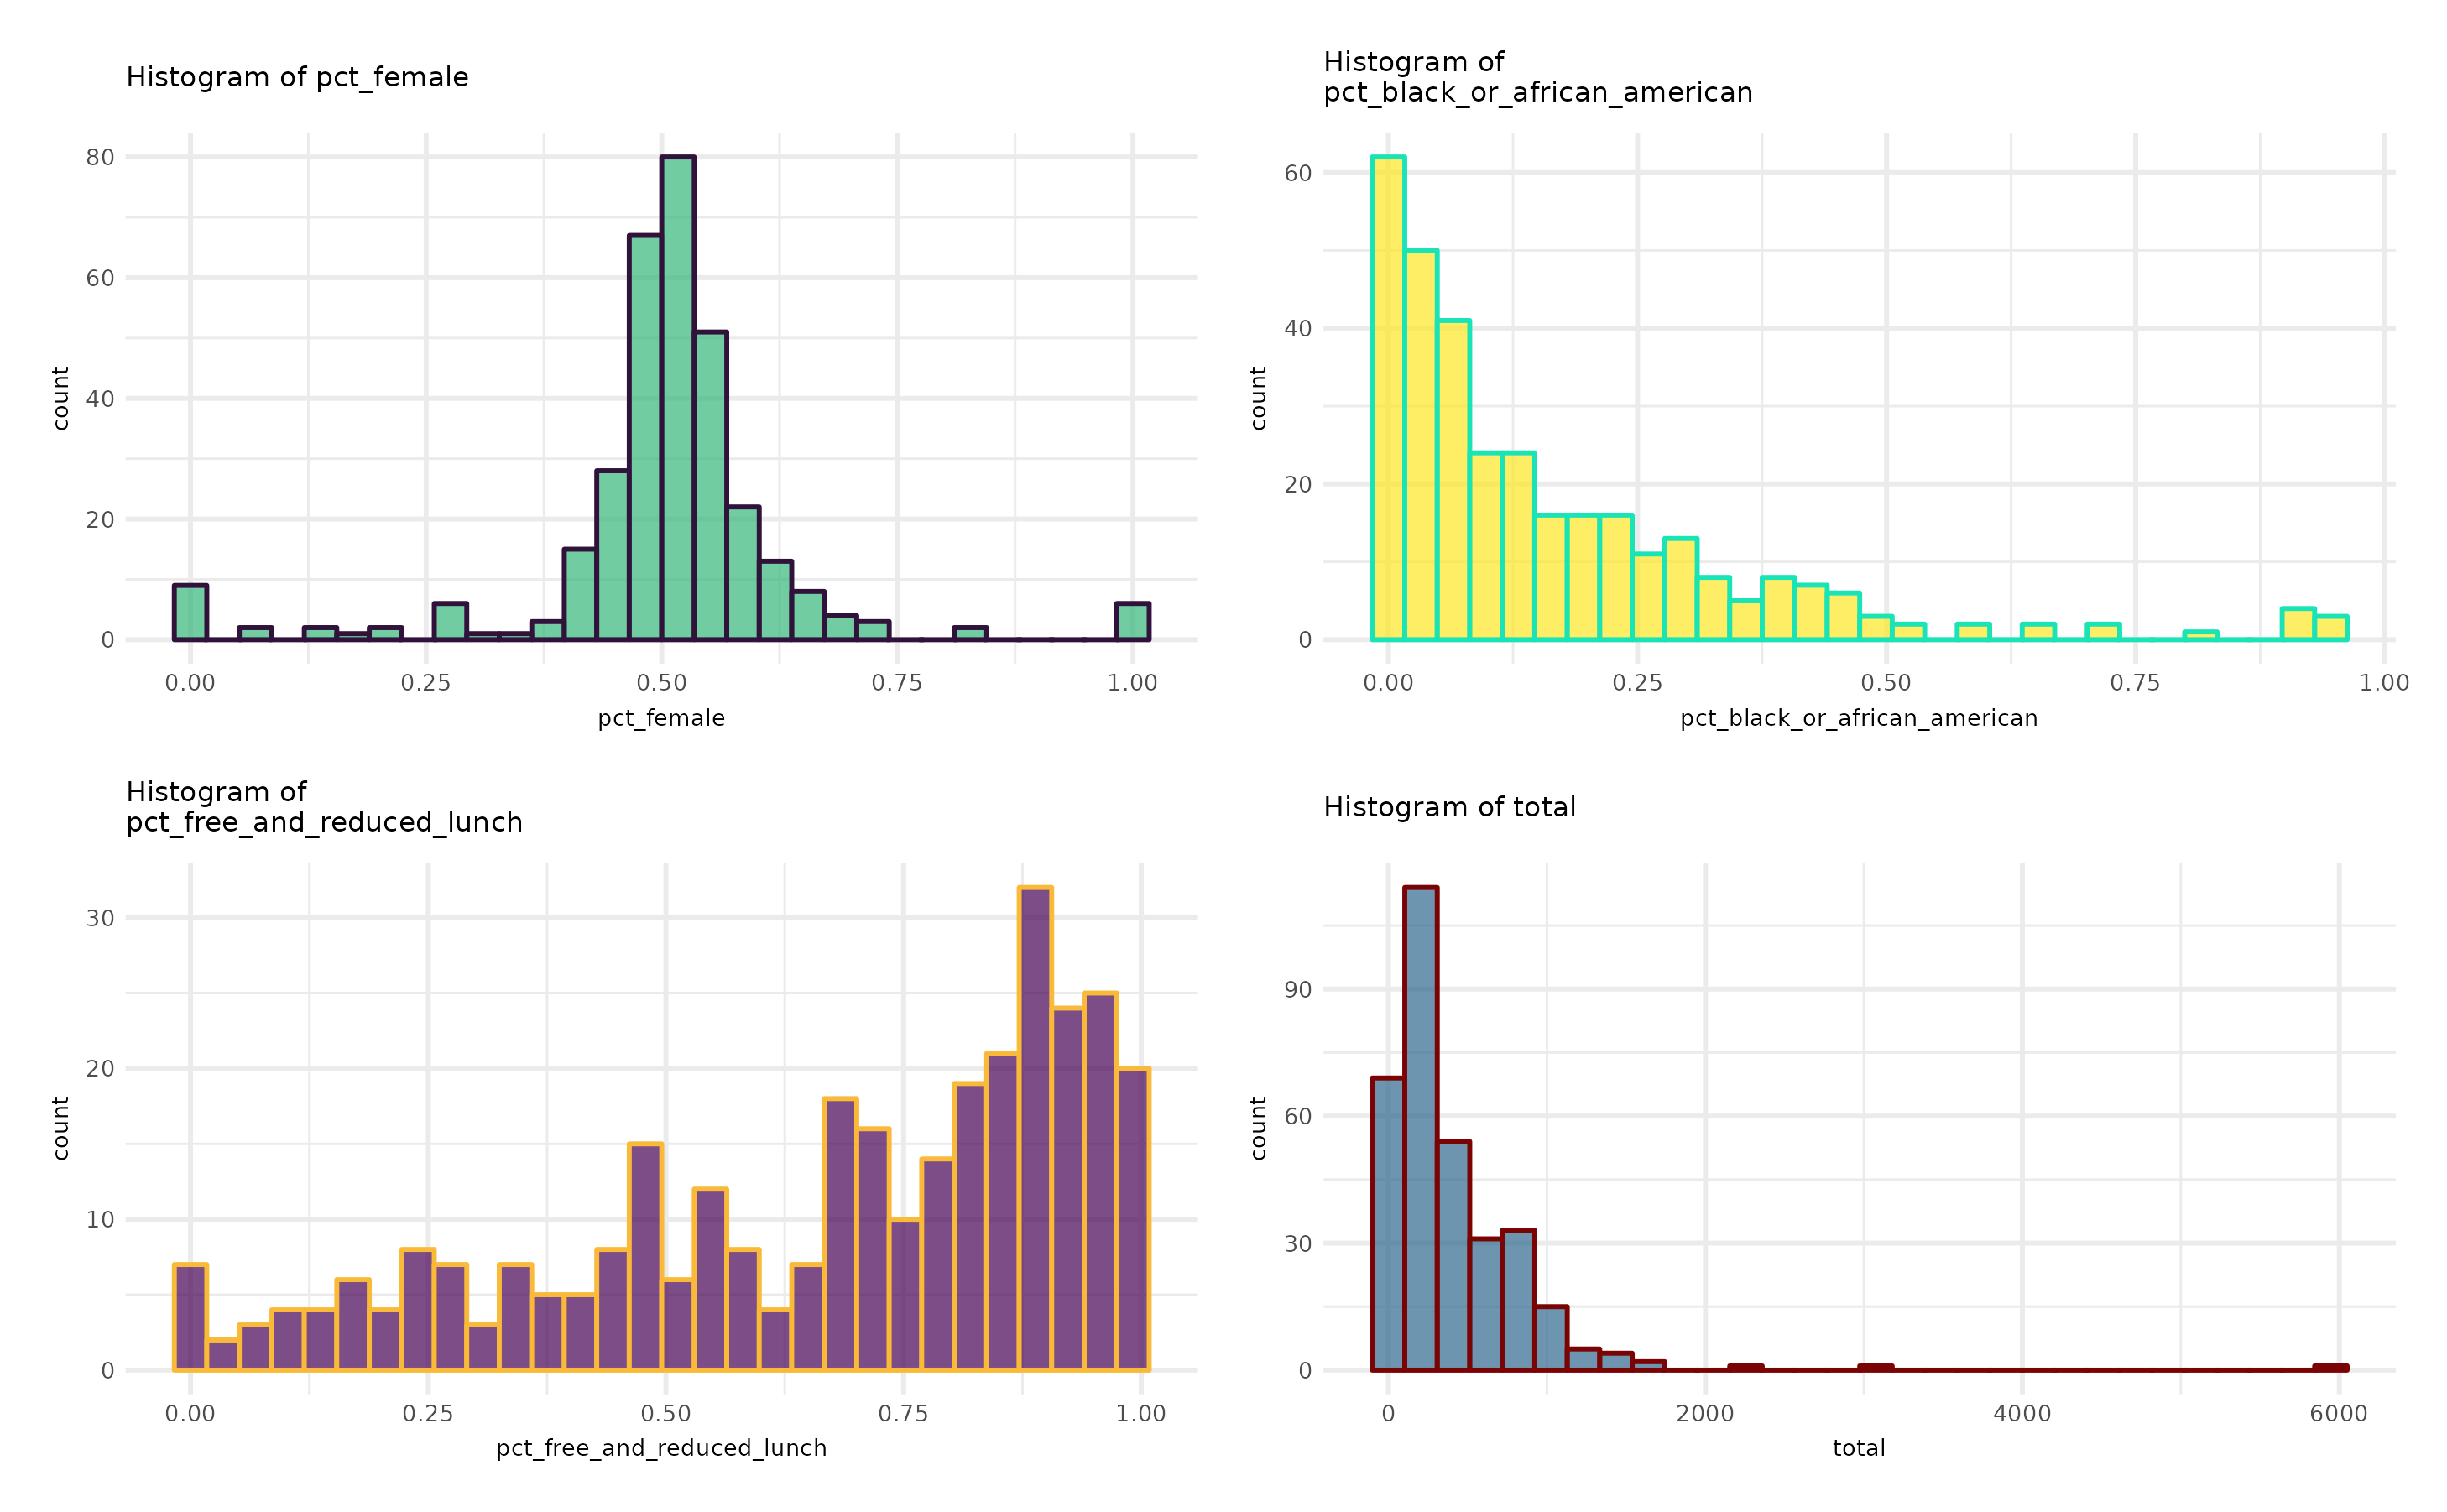 Histogram of pct_female
count
80
60
40
20
0
0.00 0.25 0.50 0.75 1.00
pct_female
Histogram of
pct_black_or_african_american
count
60
40
20
0
0.00 0.25 0.50 0.75 1.00
pct_black_or_african_american
Histogram of
pct_free_and_reduced_lunch
count
30
20
10
0
0.00 0.25 0.50 0.75 1.00
pct_free_and_reduced_lunch
Histogram of total
count
90
60
30
0
0 2000 4000 6000
total